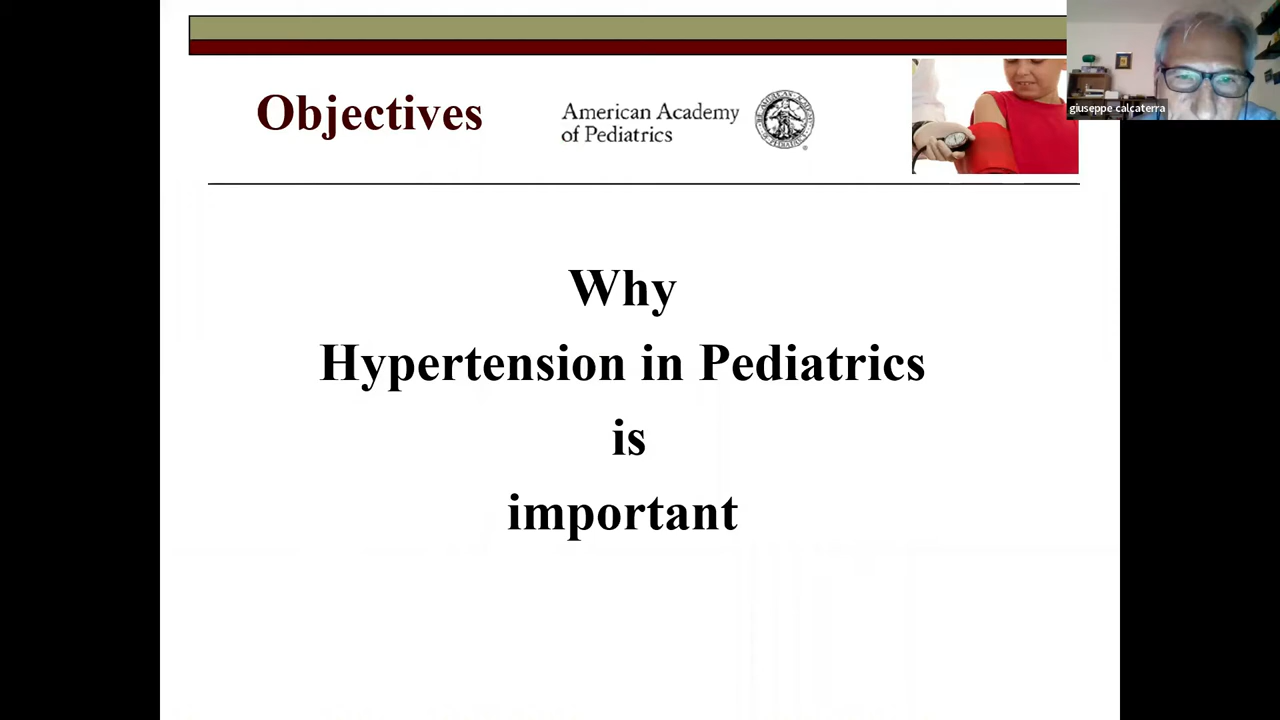 Objectives
American Academy
of Pediatrics
giuseppe calcaterra
Why
Hypertension in Pediatrics
is
important